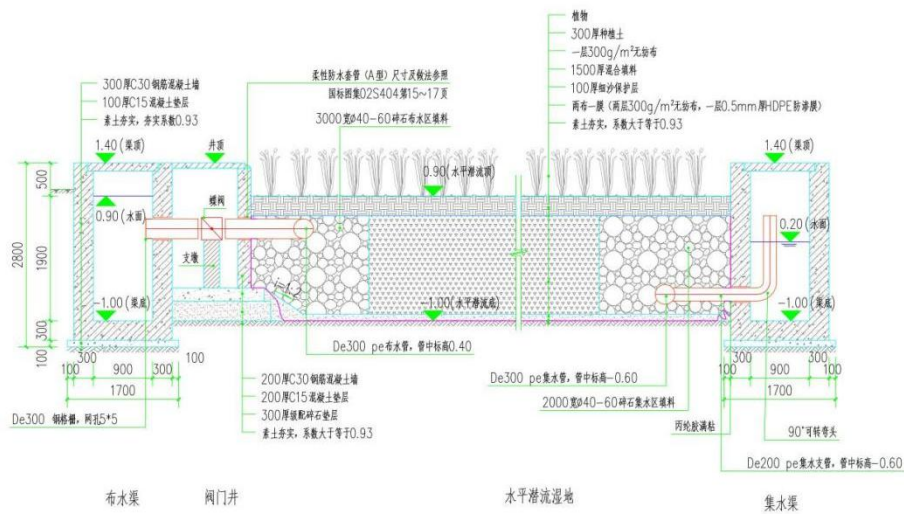 植物
300厚种植土
一层300g/m²无纺布
1500厚混合填料
100厚细沙保护层
两布一膜(两层300g/m²无纺布,一层0.5mm厚HDPE防渗膜)
素土夯实,系数大于等于0.93
300厚C30钢筋混凝土墙
100厚C15混凝土垫层
素土夯实,夯实系数0.93
柔性防水套管(A型)尺寸及做法参照
国标图集02S404第15~17页
3000宽Ø40-60碎石布水区填料
1.40(渠顶)
井顶
0.90(水平潜流顶)
1.40(渠顶)
500
1900
2800
300
100
蝶阀
0.90(水面)
0.20(水面)
支墩
i=1:2
-1.00(渠底)
-1.00(水平潜流底)
-1.00(渠底)
De300 pe布水管,管中标高0.40
100
300
300
100
900
100
1700
De300 钢格栅,网孔5*5
200厚C30钢筋混凝土墙
200厚C15混凝土垫层
300厚级配碎石垫层
素土夯实,系数大于等于0.93
De300 pe集水管,管中标高-0.60
2000宽Ø40-60碎石集水区填料
丙纶胶满粘
300
300
100
900
100
1700
90°可转弯头
De200 pe集水支管,管中标高-0.60
布水渠
阀门井
水平潜流湿地
集水渠